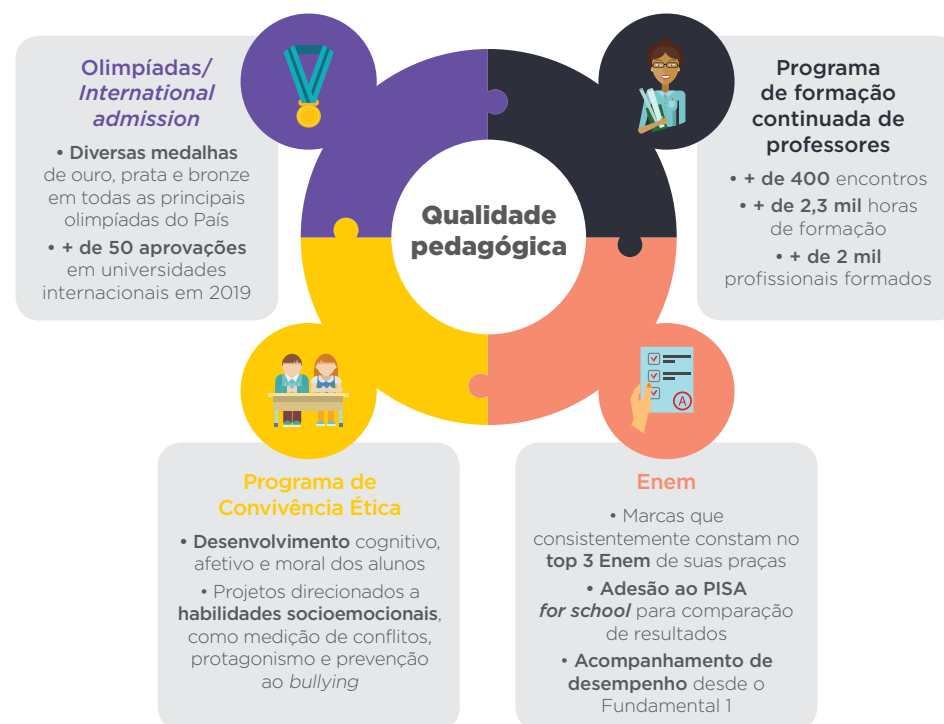 Olimpíadas/
International
admission
• Diversas medalhas
de ouro, prata e bronze
em todas as principais
olimpíadas do País
• + de 50 aprovações
em universidades
internacionais em 2019
Qualidade
pedagógica
Programa
de formação
continuada de
professores
• + de 400 encontros
• + de 2,3 mil horas
de formação
• + de 2 mil
profissionais formados
A
Programa de
Convivência Ética
• Desenvolvimento cognitivo,
afetivo e moral dos alunos
• Projetos direcionados a
habilidades socioemocionais,
como medição de conflitos,
protagonismo e prevenção
ao bullying
Enem
• Marcas que
consistentemente constam no
top 3 Enem de suas praças
• Adesão ao PISA
for school para comparação
de resultados
• Acompanhamento de
desempenho desde o
Fundamental 1